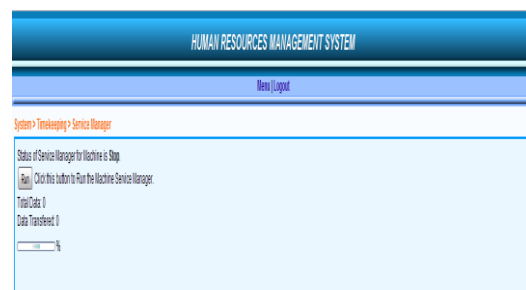 HUMAN RESOURCES MANAGEMENT SYSTEM
Menu | Logout
System > Timekeeping > Service Manager
Status of Service Manager for Machine is Stop.
Run Click this button to Run the Machine Service Manager.
Total Data: 0
Data Transfered: 0
%